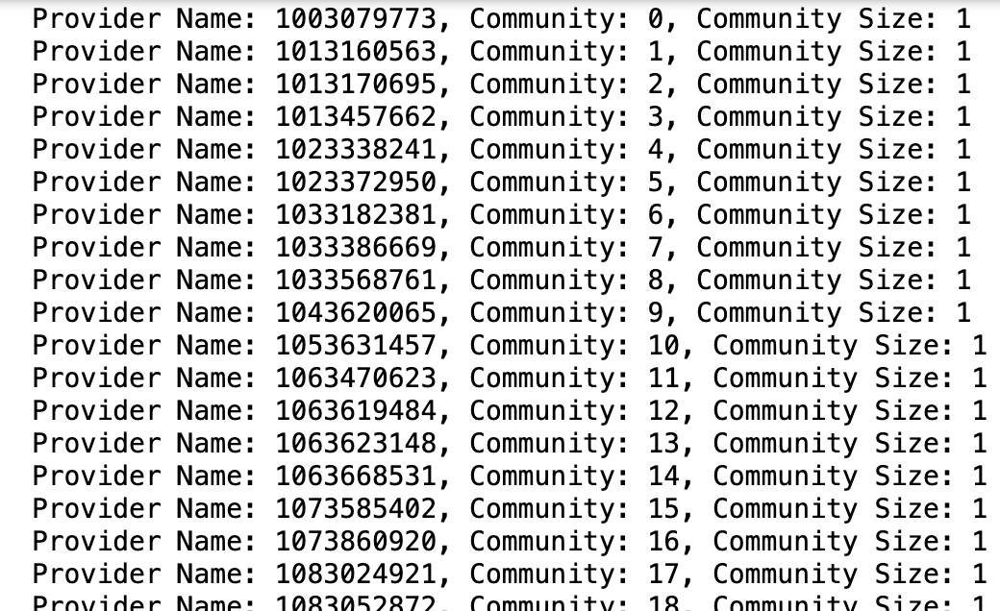 Provider Name: 1003079773, Community: 0, Community Size: 1
Provider Name: 1013160563, Community: 1, Community Size: 1
Provider Name: 1013170695, Community: 2, Community Size: 1
Provider Name: 1013457662, Community: 3, Community Size: 1
Provider Name: 1023338241, Community: 4, Community Size: 1
Provider Name: 1023372950, Community: 5, Community Size: 1
Provider Name: 1033182381, Community: 6, Community Size: 1
Provider Name: 1033386669, Community: 7, Community Size: 1
Provider Name: 1033568761, Community: 8, Community Size: 1
Provider Name: 1043620065, Community: 9, Community Size: 1
Provider Name: 1053631457, Community: 10, Community Size: 1
Provider Name: 1063470623, Community: 11, Community Size: 1
Provider Name: 1063619484, Community: 12, Community Size: 1
Provider Name: 1063623148, Community: 13, Community Size: 1
Provider Name: 1063668531, Community: 14, Community Size: 1
Provider Name: 1073585402, Community: 15, Community Size: 1
Provider Name: 1073860920, Community: 16, Community Size: 1
Provider Name: 1083024921, Community: 17, Community Size: 1
Provider Name: 1083052872, Community: 18, Community Size: 1